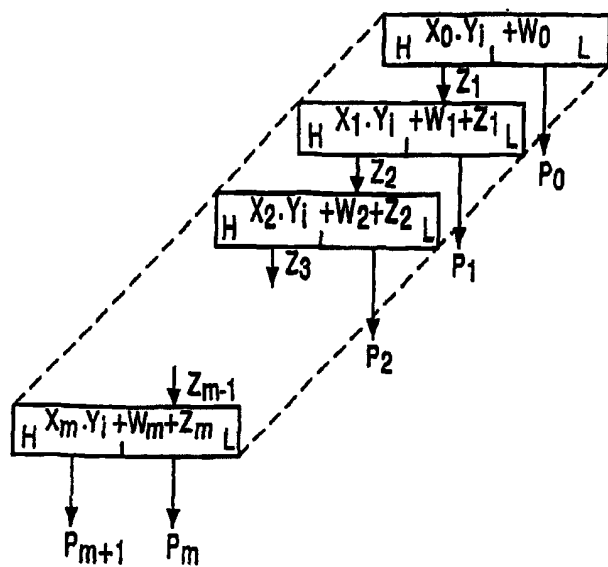 X₀·Yᵢ +W₀
H L
Z₁
X₁·Yᵢ +W₁+Z₁
H L
P₀
Z₂
X₂·Yᵢ +W₂+Z₂
H L
Z₃
P₁
P₂
Zₘ₋₁
Xₘ·Yᵢ +Wₘ+Zₘ
H L
Pₘ₊₁ Pₘ